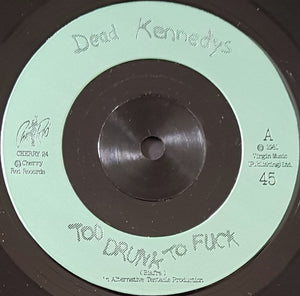 Dead Kennedys
CHERRY 24
© Cherry
Red Records
A
℗ 1981
Virgin Music
(Publishing) Ltd.
45
TOO DRUNK TO FUCK
(Biafra)
An Alternative Tentacle Production